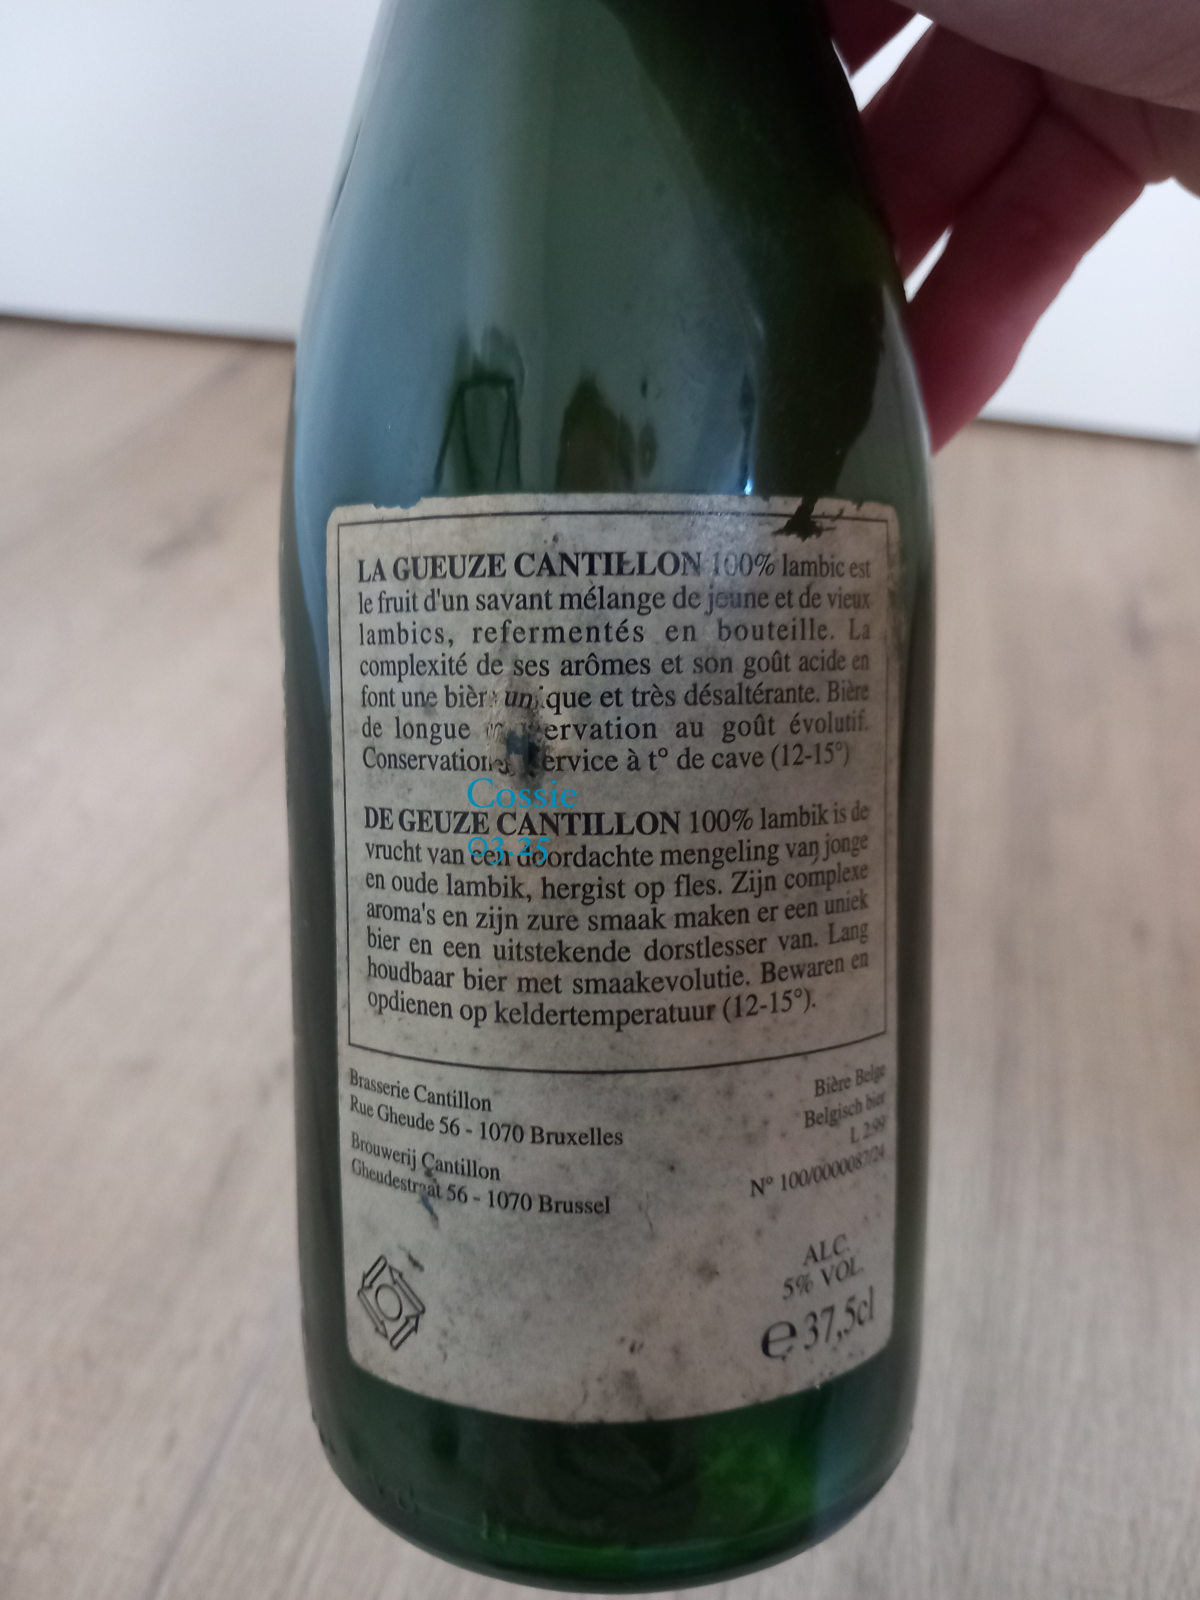 LA GUEUZE CANTILLON 100% lambic est
le fruit d'un savant mélange de jeune et de vieux
lambics, refermentés en bouteille. La
complexité de ses arômes et son goût acide en
font une bière unique et très désaltérante. Bière
de longue ervation au goût évolutif.
Conservation ervice à t° de cave (12-15°)
Cossie
DE GEUZE CANTILLON 100% lambik is de
03.25
vrucht van een doordachte mengeling van jonge
en oude lambik, hergist op fles. Zijn complexe
aroma's en zijn zure smaak maken er een uniek
bier en een uitstekende dorstlesser van. Lang
houdbaar bier met smaakevolutie. Bewaren en
opdienen op keldertemperatuur (12-15°).
Brasserie Cantillon
Rue Gheude 56 - 1070 Bruxelles
Brouwerij Cantillon
Gheudestraat 56 - 1070 Brussel
Bière Belge
Belgisch bier
L 2.99
N° 100/0000087/24
ALC.
5% VOL.
e 37,5cl